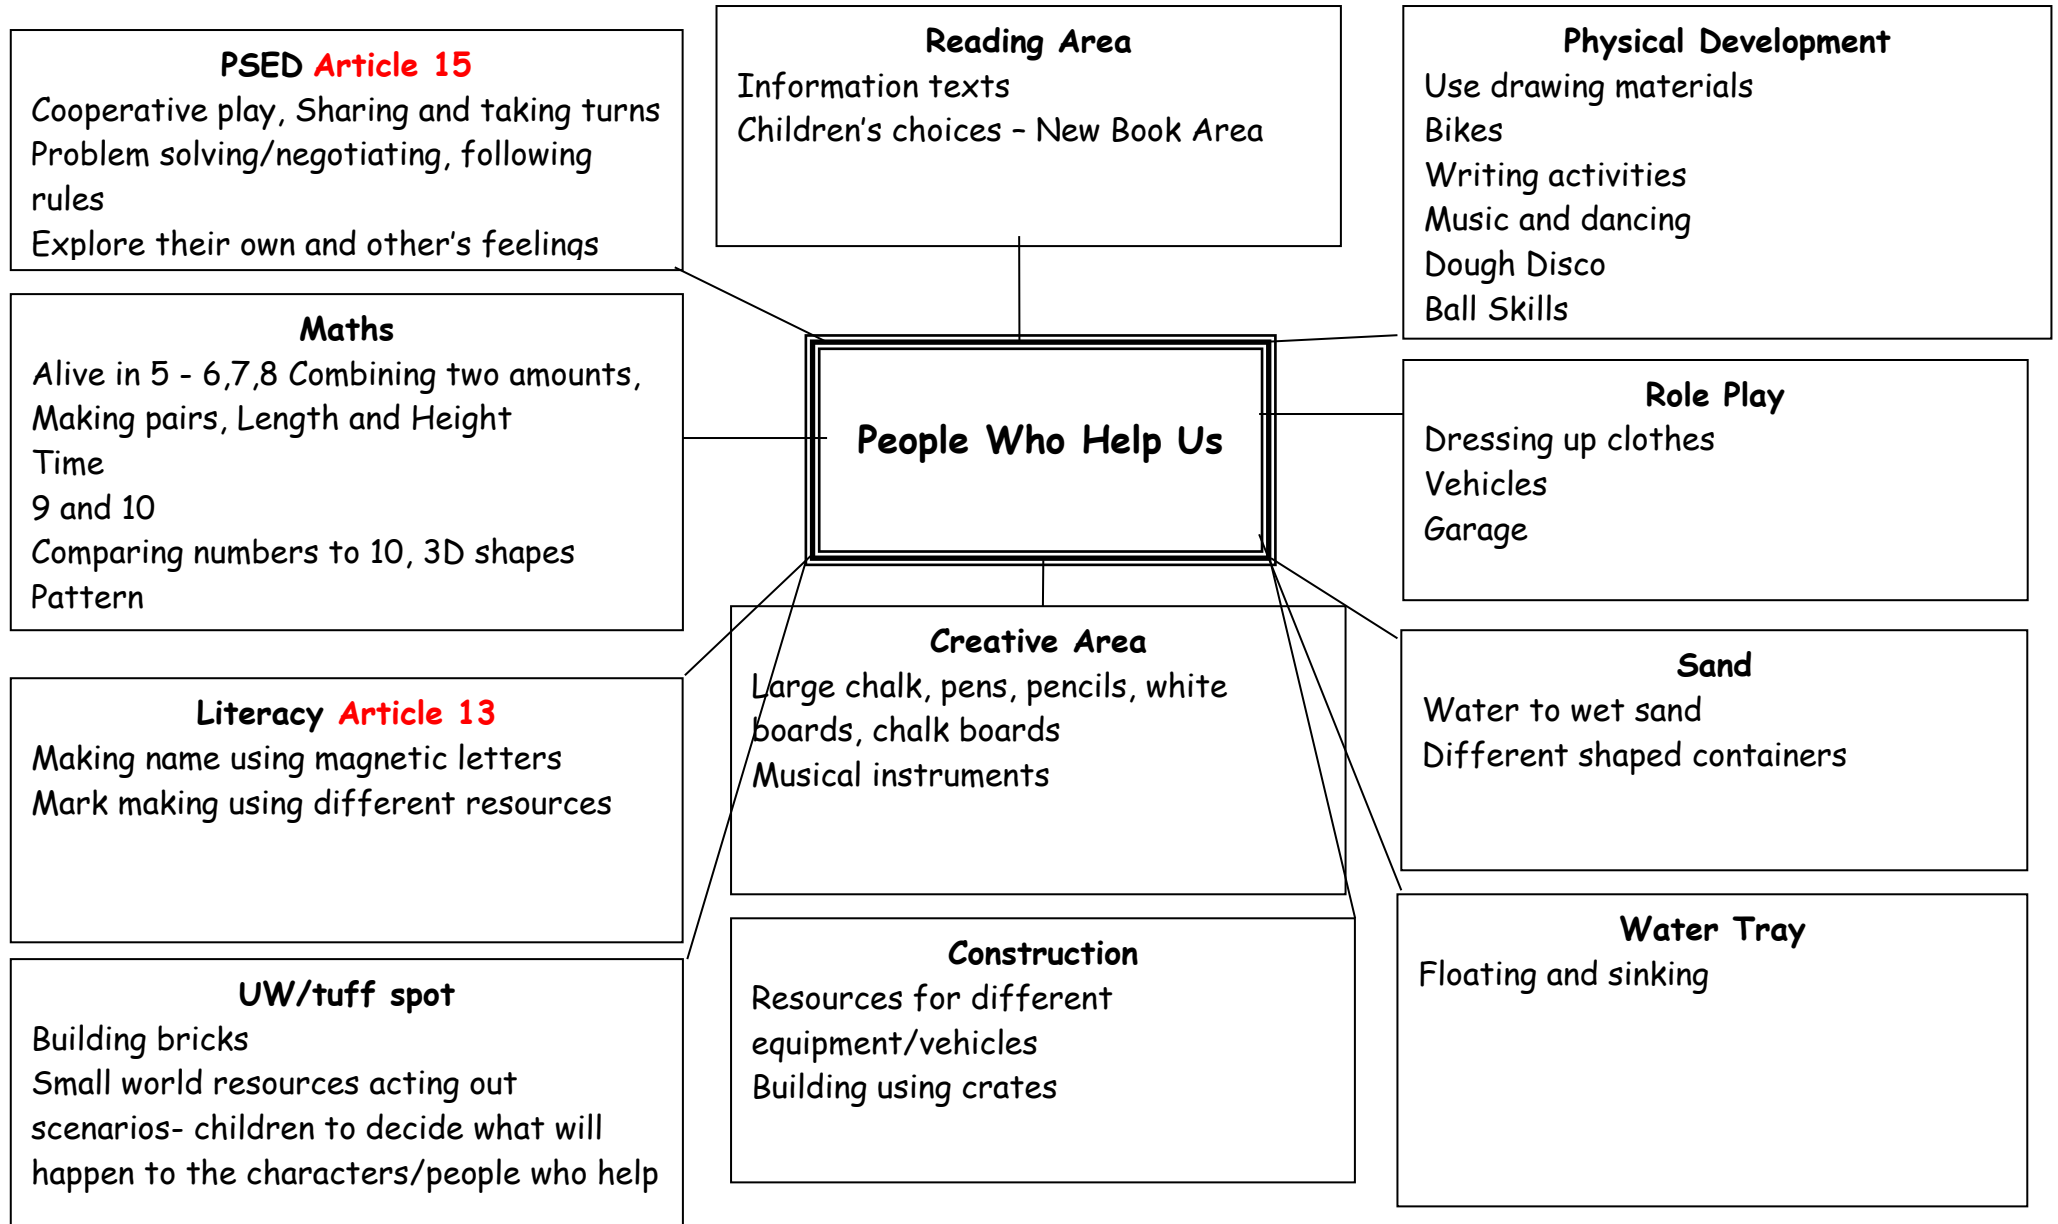 PSED Article 15
Cooperative play, Sharing and taking turns
Problem solving/negotiating, following
rules
Explore their own and other's feelings
Reading Area
Information texts
Children's choices – New Book Area
Physical Development
Use drawing materials
Bikes
Writing activities
Music and dancing
Dough Disco
Ball Skills
Maths
Alive in 5 - 6,7,8 Combining two amounts,
Making pairs, Length and Height
Time
9 and 10
Comparing numbers to 10, 3D shapes
Pattern
People Who Help Us
Role Play
Dressing up clothes
Vehicles
Garage
Literacy Article 13
Making name using magnetic letters
Mark making using different resources
Creative Area
Large chalk, pens, pencils, white
boards, chalk boards
Musical instruments
Sand
Water to wet sand
Different shaped containers
UW/tuff spot
Building bricks
Small world resources acting out
scenarios- children to decide what will
happen to the characters/people who help
Construction
Resources for different
equipment/vehicles
Building using crates
Water Tray
Floating and sinking